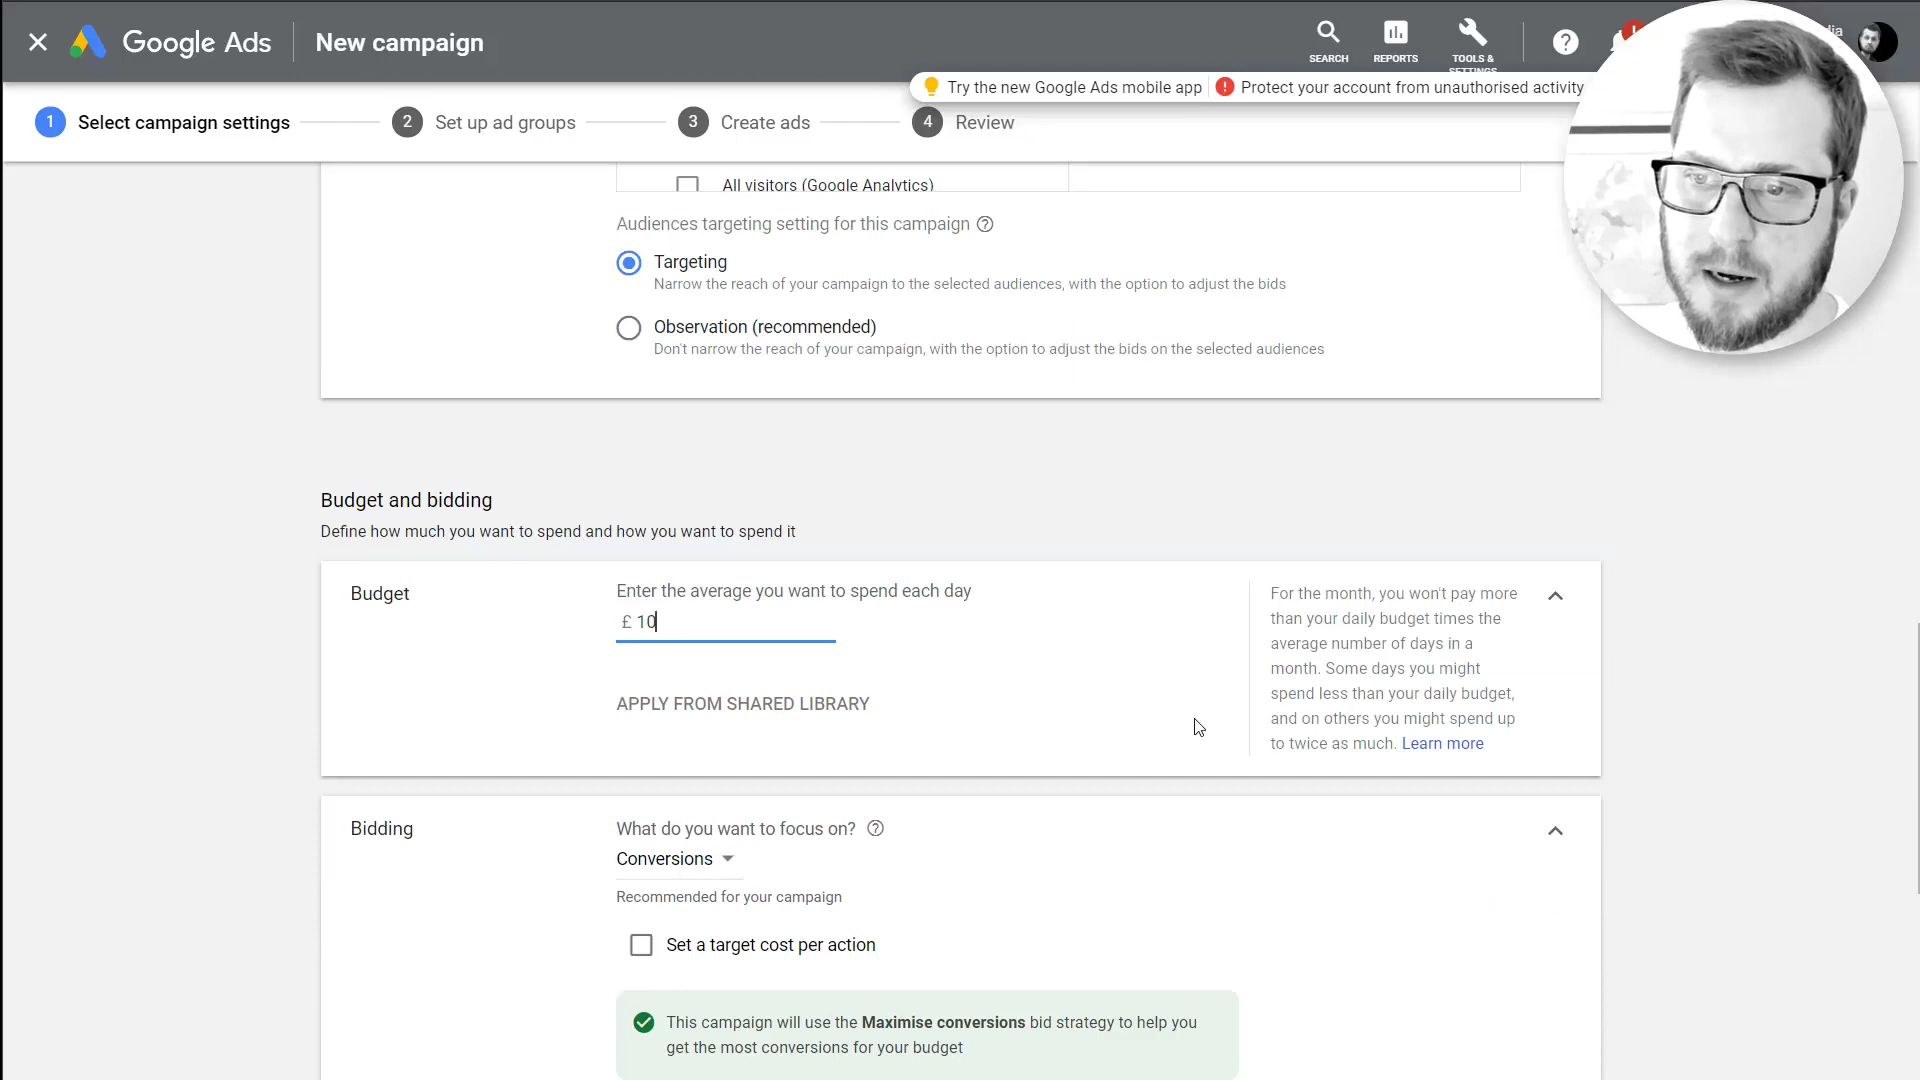 Google Ads
New campaign
SEARCH
REPORTS
TOOLS &
SETTINGS
Try the new Google Ads mobile app
Protect your account from unauthorised activity
1 Select campaign settings
2 Set up ad groups
3 Create ads
4 Review
All visitors (Google Analytics)
Audiences targeting setting for this campaign
Targeting
Narrow the reach of your campaign to the selected audiences, with the option to adjust the bids
Observation (recommended)
Don't narrow the reach of your campaign, with the option to adjust the bids on the selected audiences
Budget and bidding
Define how much you want to spend and how you want to spend it
Budget
Enter the average you want to spend each day
£ 10
APPLY FROM SHARED LIBRARY
For the month, you won't pay more
than your daily budget times the
average number of days in a
month. Some days you might
spend less than your daily budget,
and on others you might spend up
to twice as much. Learn more
Bidding
What do you want to focus on?
Conversions
Recommended for your campaign
Set a target cost per action
This campaign will use the Maximise conversions bid strategy to help you
get the most conversions for your budget